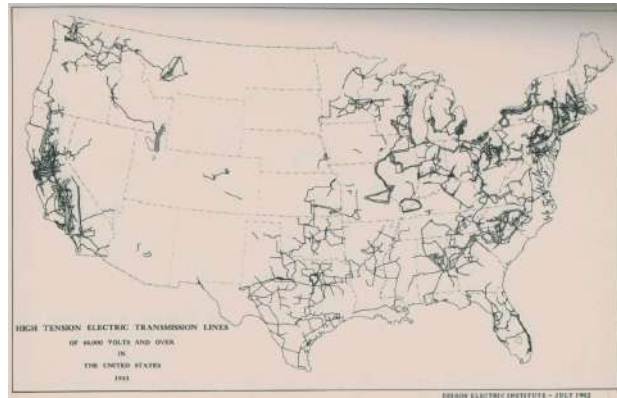 HIGH TENSION ELECTRIC TRANSMISSION LINES
OF 60,000 VOLTS AND OVER
IN
THE UNITED STATES
EDISON ELECTRIC INSTITUTE - JULY 1962